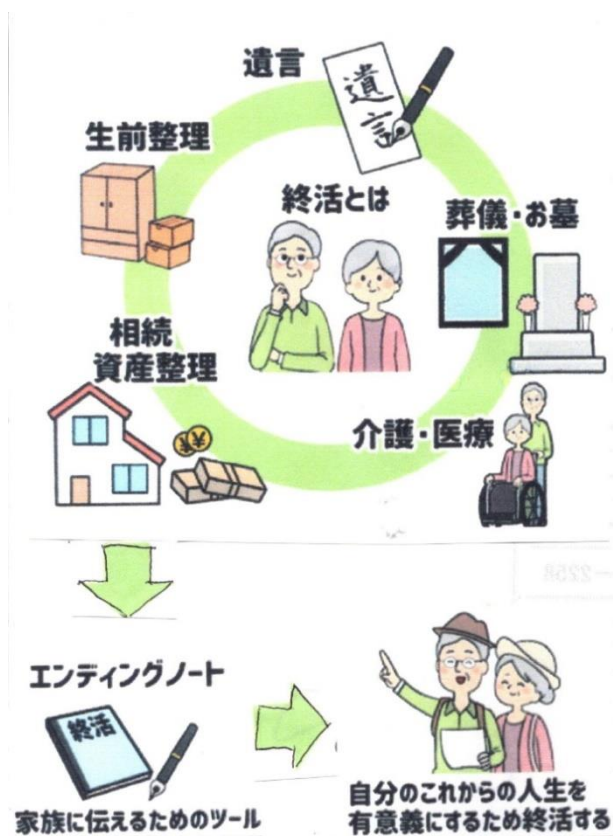 遺言
遺言
生前整理
終活とは
葬儀・お墓
相続
資産整理
介護・医療
-2258
エンディングノート
終活
家族に伝えるためのツール
自分のこれからの人生を
有意義にするため終活する